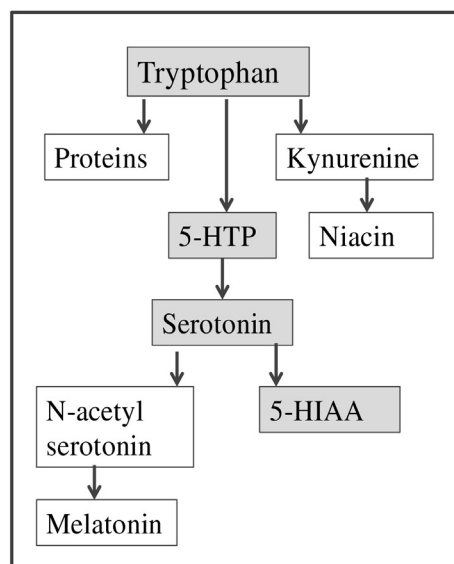 Tryptophan
Proteins
Kynurenine
5-HTP
Niacin
Serotonin
N-acetyl
serotonin
5-HIAA
Melatonin